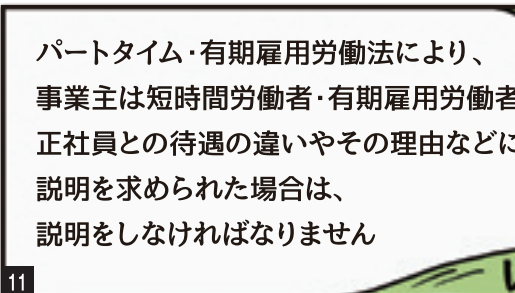 パートタイム・有期雇用労働法により、
事業主は短時間労働者・有期雇用労働者
正社員との待遇の違いやその理由などに
説明を求められた場合は、
説明をしなければなりません
11